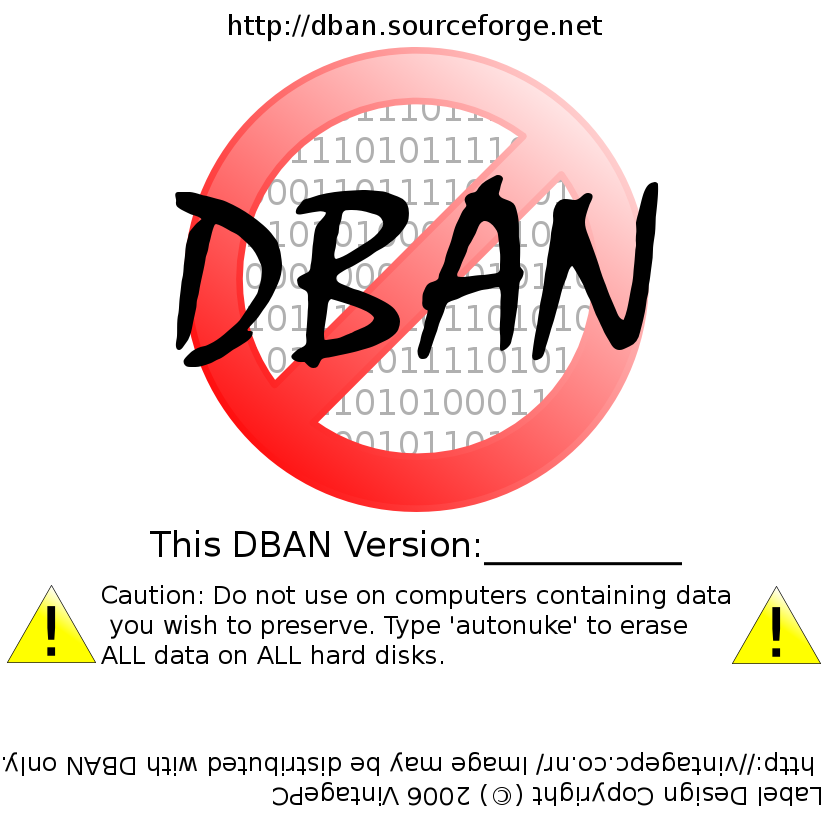 http://dban.sourceforge.net
DBAN
This DBAN Version:__________
Caution: Do not use on computers containing data
you wish to preserve. Type 'autonuke' to erase
ALL data on ALL hard disks.
Label Design Copyright (©) 2006 VintagePC
http://vintagepc.co.nr/ Image may be distributed with DBAN only.